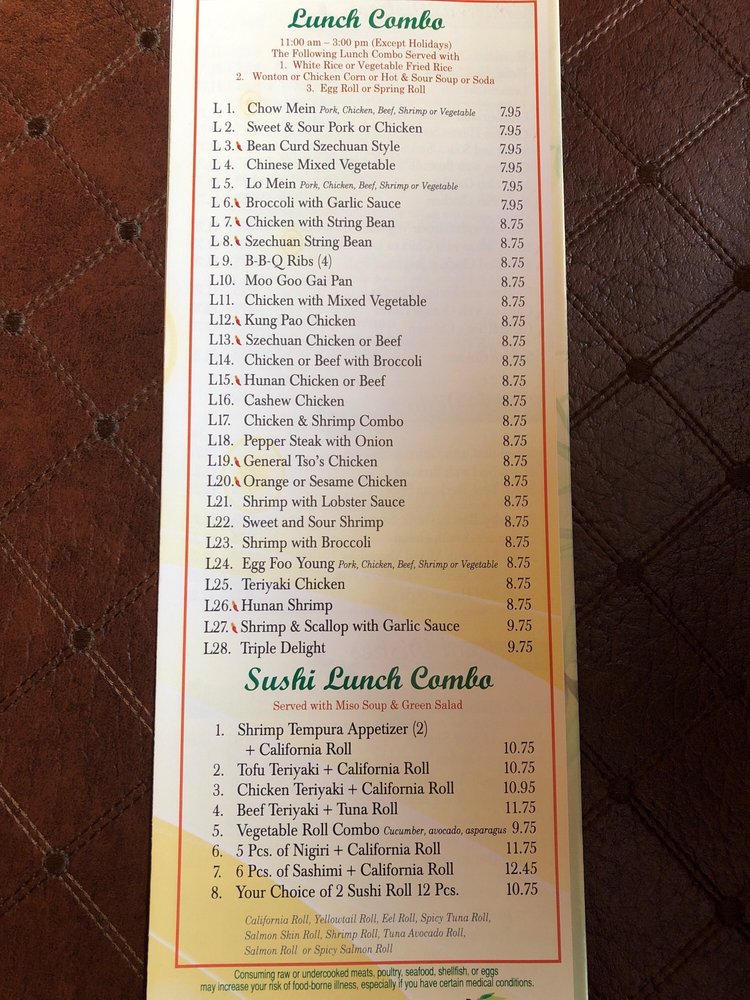 Lunch Combo
11:00 am – 3:00 pm (Except Holidays)
The Following Lunch Combo Served with
1. White Rice or Vegetable Fried Rice
2. Wonton or Chicken Corn or Hot & Sour Soup or Soda
3. Egg Roll or Spring Roll
L 1. Chow Mein Pork, Chicken, Beef, Shrimp or Vegetable 7.95
L 2. Sweet & Sour Pork or Chicken 7.95
L 3. Bean Curd Szechuan Style 7.95
L 4. Chinese Mixed Vegetable 7.95
L 5. Lo Mein Pork, Chicken, Beef, Shrimp or Vegetable 7.95
L 6. Broccoli with Garlic Sauce 7.95
L 7. Chicken with String Bean 8.75
L 8. Szechuan String Bean 8.75
L 9. B-B-Q Ribs (4) 8.75
L10. Moo Goo Gai Pan 8.75
L11. Chicken with Mixed Vegetable 8.75
L12. Kung Pao Chicken 8.75
L13. Szechuan Chicken or Beef 8.75
L14. Chicken or Beef with Broccoli 8.75
L15. Hunan Chicken or Beef 8.75
L16. Cashew Chicken 8.75
L17. Chicken & Shrimp Combo 8.75
L18. Pepper Steak with Onion 8.75
L19. General Tso's Chicken 8.75
L20. Orange or Sesame Chicken 8.75
L21. Shrimp with Lobster Sauce 8.75
L22. Sweet and Sour Shrimp 8.75
L23. Shrimp with Broccoli 8.75
L24. Egg Foo Young Pork, Chicken, Beef, Shrimp or Vegetable 8.75
L25. Teriyaki Chicken 8.75
L26. Hunan Shrimp 8.75
L27. Shrimp & Scallop with Garlic Sauce 9.75
L28. Triple Delight 9.75
Sushi Lunch Combo
Served with Miso Soup & Green Salad
1. Shrimp Tempura Appetizer (2)
+ California Roll 10.75
2. Tofu Teriyaki + California Roll 10.75
3. Chicken Teriyaki + California Roll 10.95
4. Beef Teriyaki + Tuna Roll 11.75
5. Vegetable Roll Combo Cucumber, avocado, asparagus 9.75
6. 5 Pcs. of Nigiri + California Roll 11.75
7. 6 Pcs. of Sashimi + California Roll 12.45
8. Your Choice of 2 Sushi Roll 12 Pcs. 10.75
California Roll, Yellowtail Roll, Eel Roll, Spicy Tuna Roll,
Salmon Skin Roll, Shrimp Roll, Tuna Avocado Roll,
Salmon Roll or Spicy Salmon Roll
Consuming raw or undercooked meats, poultry, seafood, shellfish, or eggs
may increase your risk of food-borne illness, especially if you have certain medical conditions.